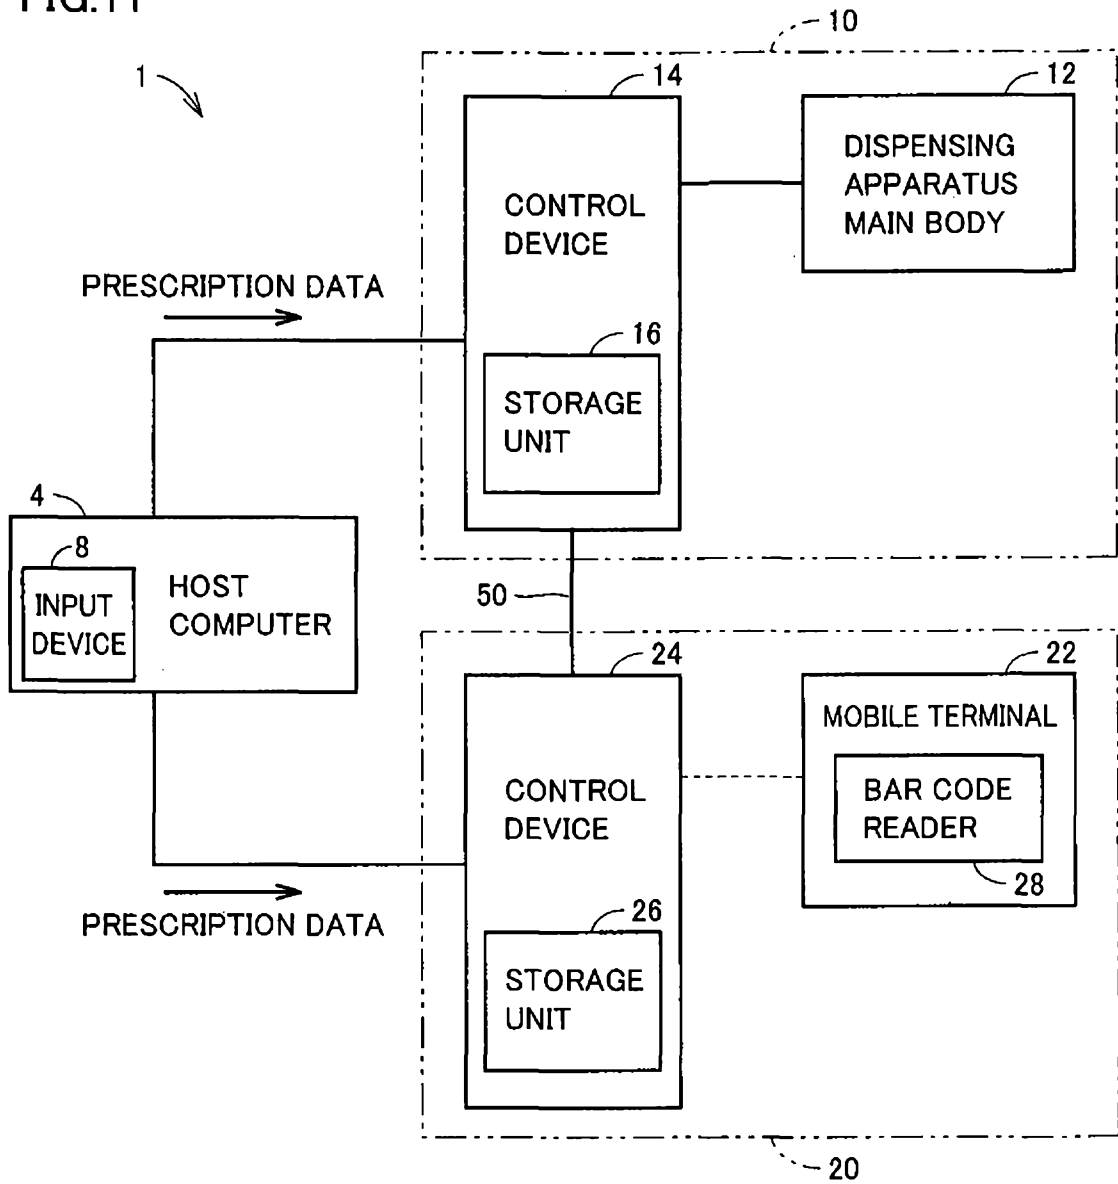 FIG.11
10
1
14
12
CONTROL
DEVICE
DISPENSING
APPARATUS
MAIN BODY
PRESCRIPTION DATA
16
STORAGE
UNIT
4
8
INPUT
DEVICE
HOST
COMPUTER
50
24
22
MOBILE TERMINAL
CONTROL
DEVICE
BAR CODE
READER
28
PRESCRIPTION DATA
26
STORAGE
UNIT
20